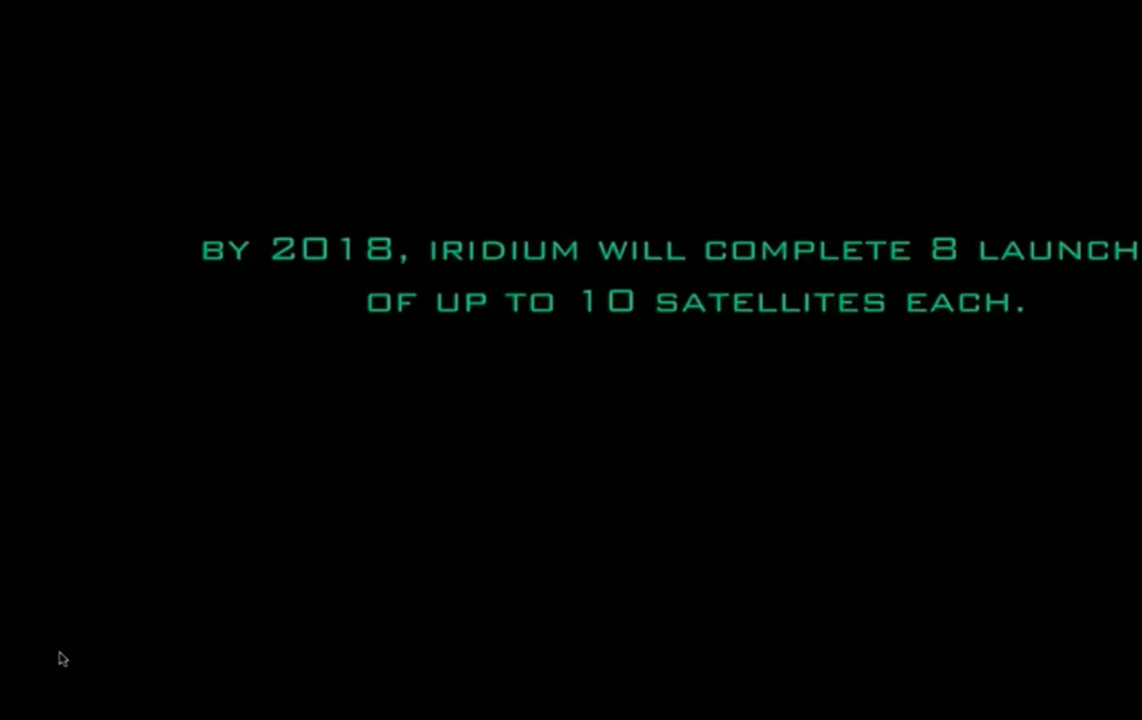 BY 2018, IRIDIUM WILL COMPLETE 8 LAUNCH
OF UP TO 10 SATELLITES EACH.